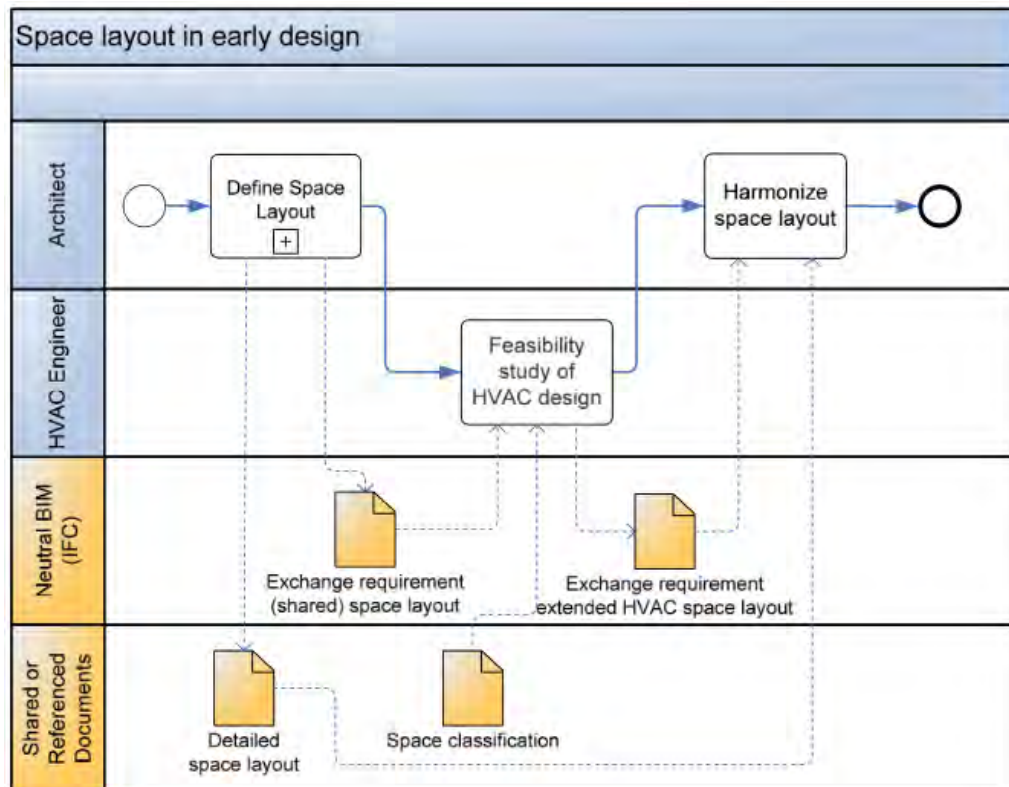 Space layout in early design
Architect
Define Space
Layout
+
Harmonize
space layout
HVAC Engineer
Feasibility
study of
HVAC design
Neutral BIM
(IFC)
Exchange requirement
(shared) space layout
Exchange requirement
extended HVAC space layout
Shared or
Referenced
Documents
Detailed
space layout
Space classification